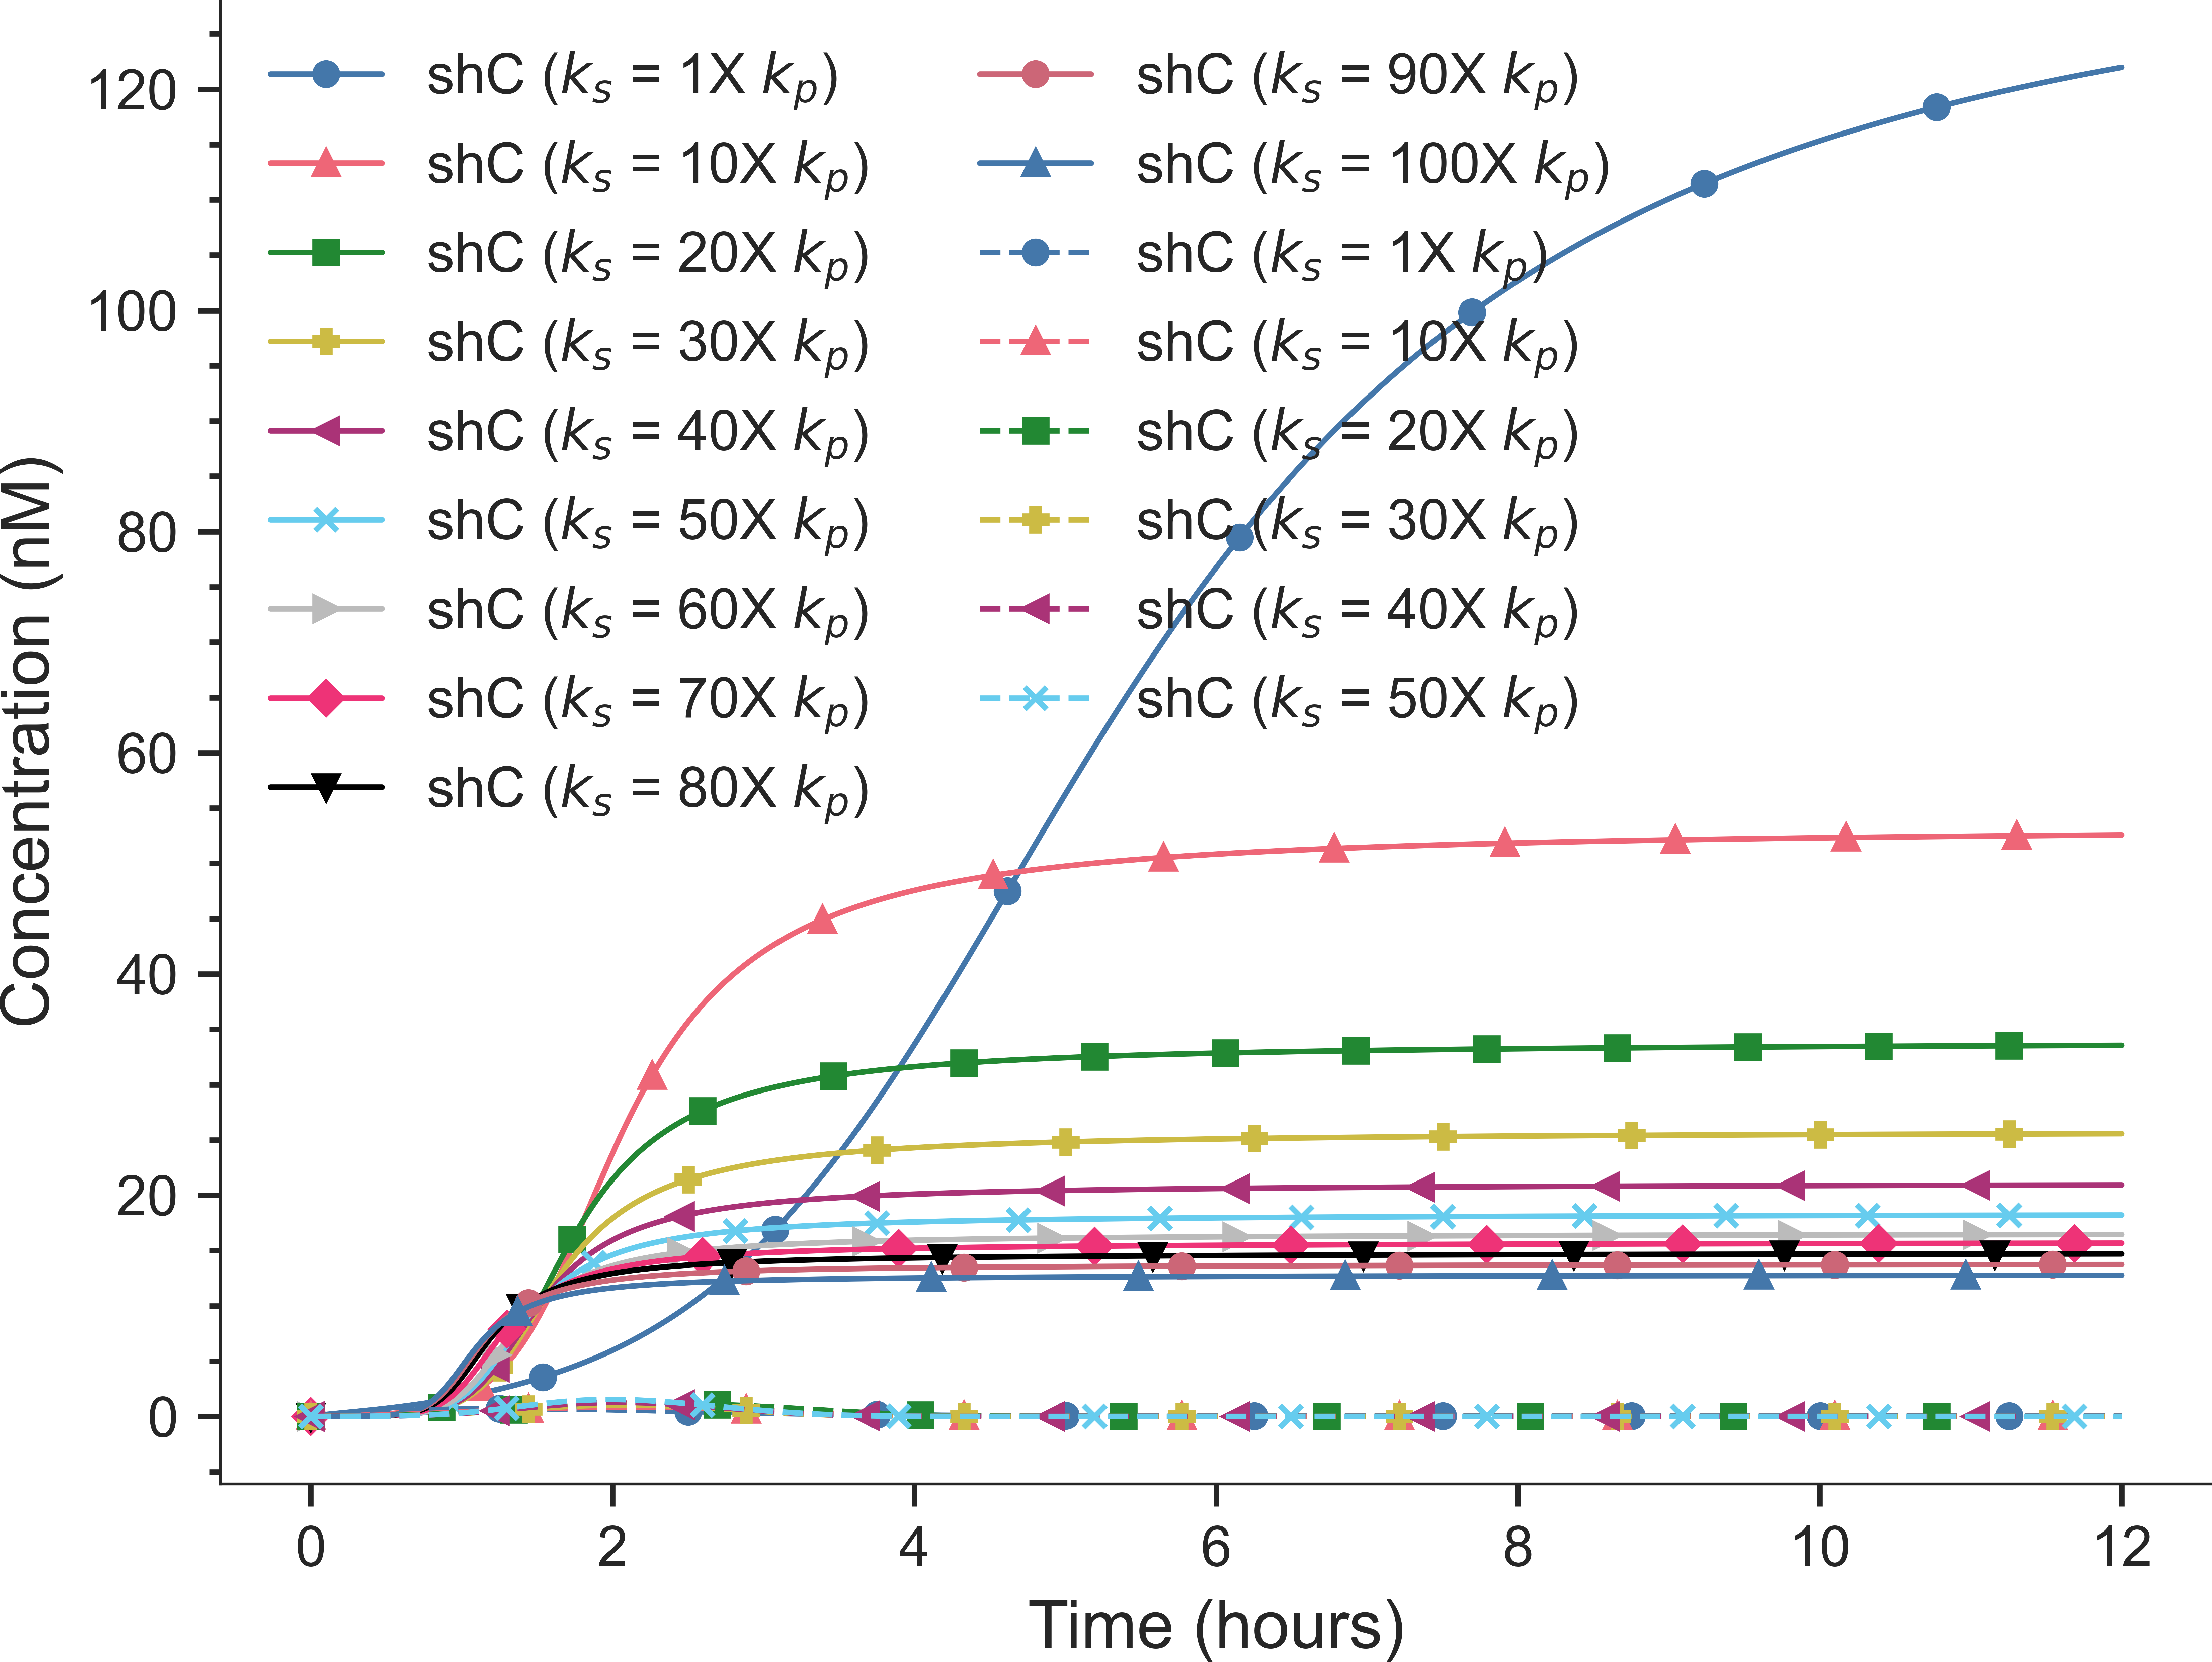 Concentration (nM)
120
100
80
60
40
20
0
shC (kₛ = 1X kₚ)
shC (kₛ = 10X kₚ)
shC (kₛ = 20X kₚ)
shC (kₛ = 30X kₚ)
shC (kₛ = 40X kₚ)
shC (kₛ = 50X kₚ)
shC (kₛ = 60X kₚ)
shC (kₛ = 70X kₚ)
shC (kₛ = 80X kₚ)
shC (kₛ = 90X kₚ)
shC (kₛ = 100X kₚ)
shC (kₛ = 1X kₚ)
shC (kₛ = 10X kₚ)
shC (kₛ = 20X kₚ)
shC (kₛ = 30X kₚ)
shC (kₛ = 40X kₚ)
shC (kₛ = 50X kₚ)
0 2 4 6 8 10 12
Time (hours)